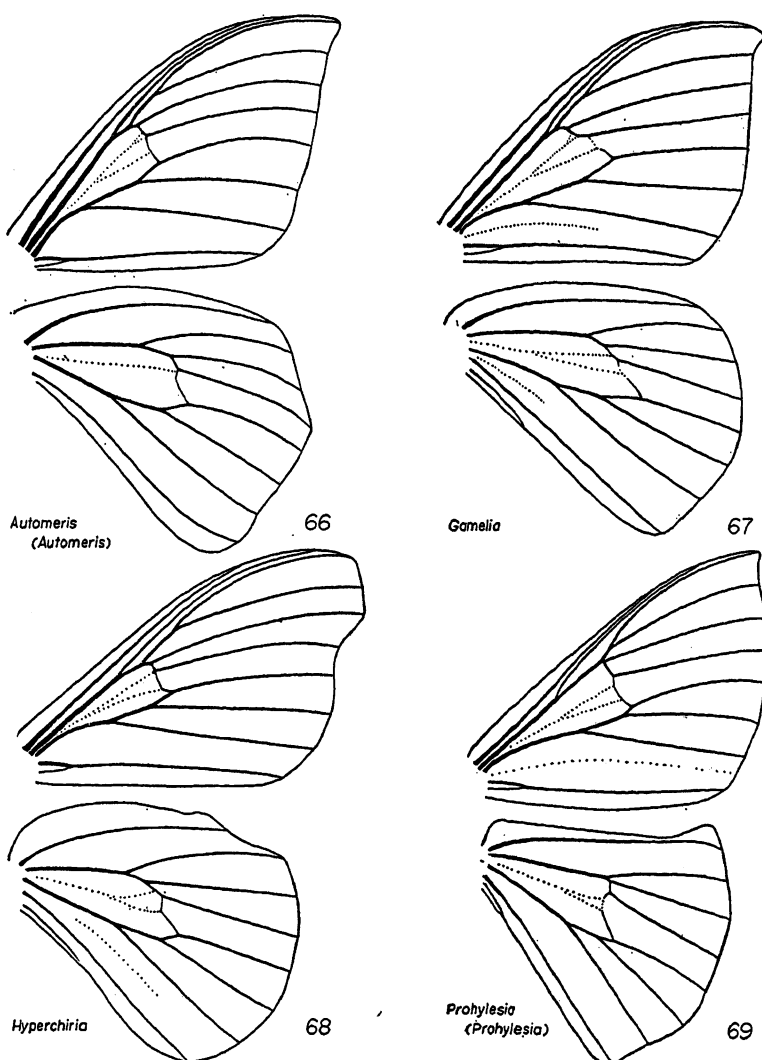 Automeris
(Automeris)
66
Gamelia
67
Hyperchiria
68
Prohylesia
(Prohylesia)
69